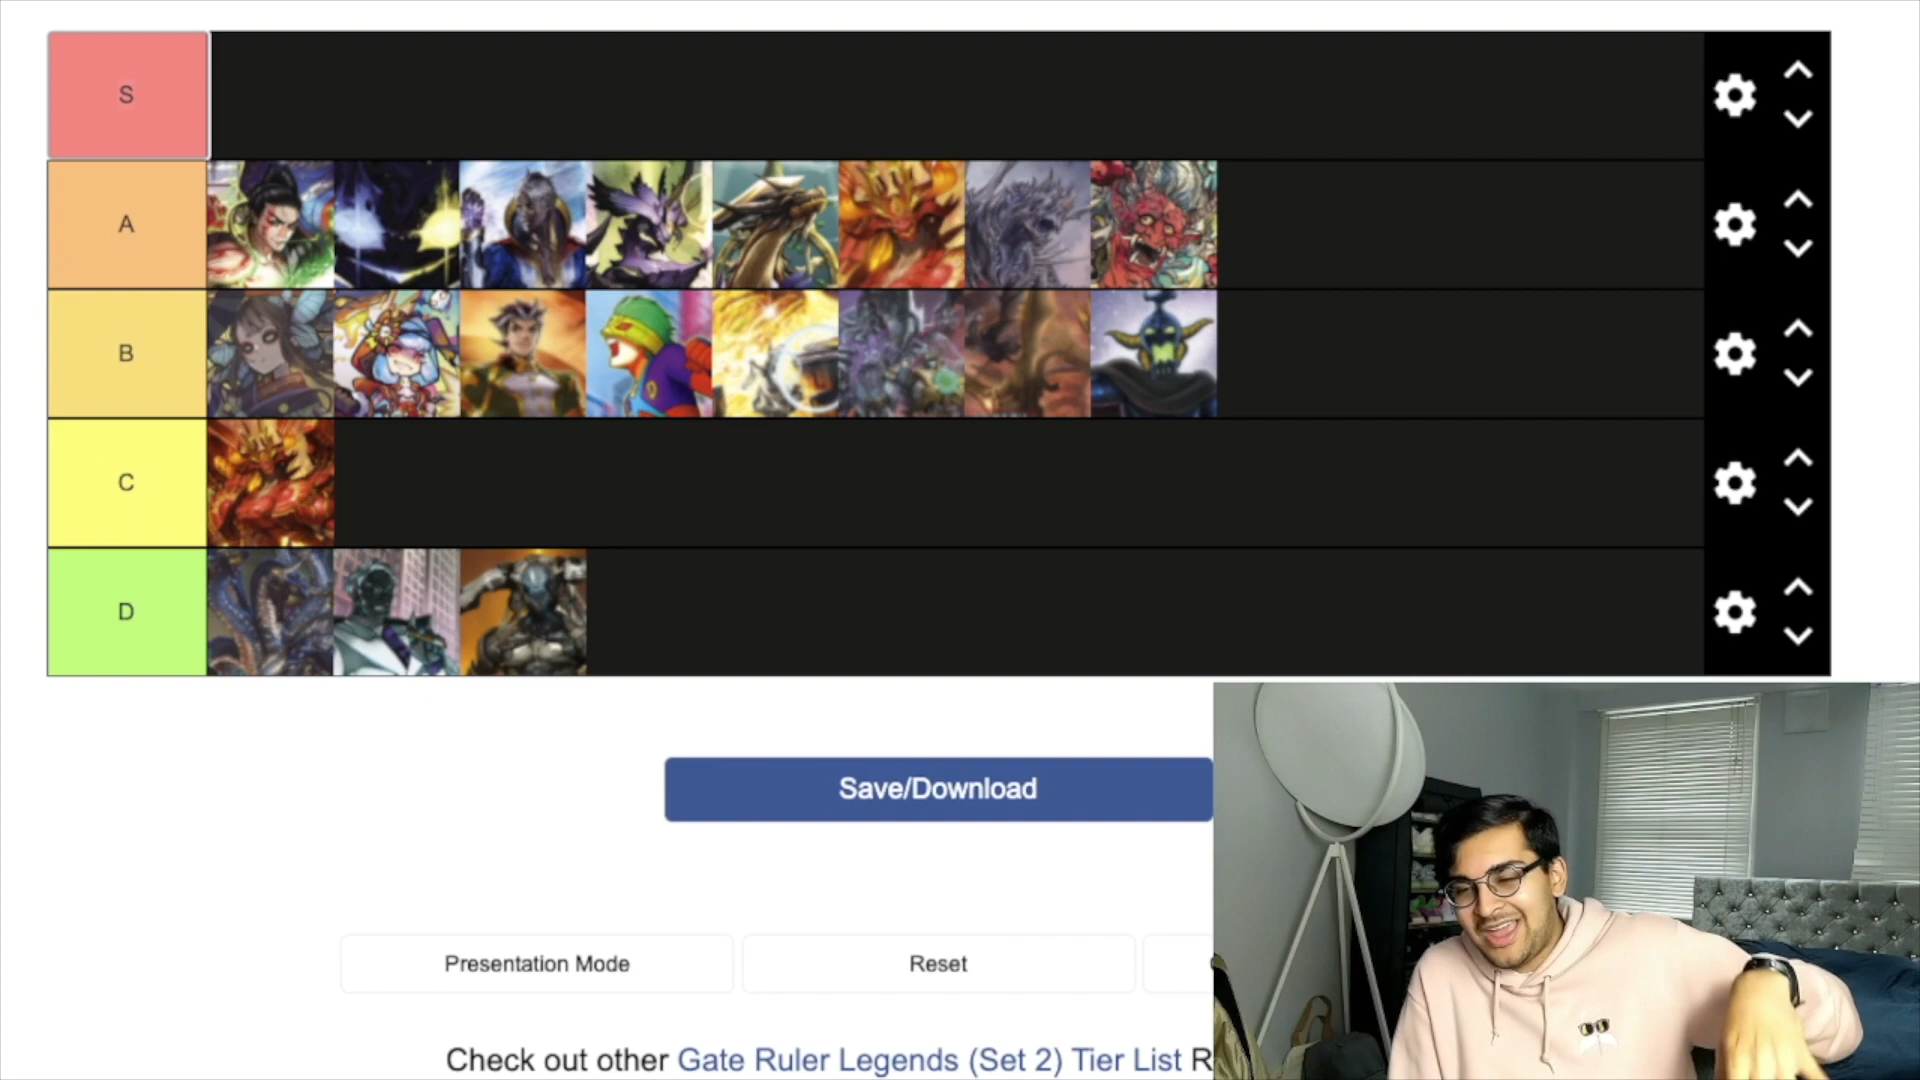 S
A
B
C
D
Save/Download
Presentation Mode
Reset
Check out other Gate Ruler Legends (Set 2) Tier List R